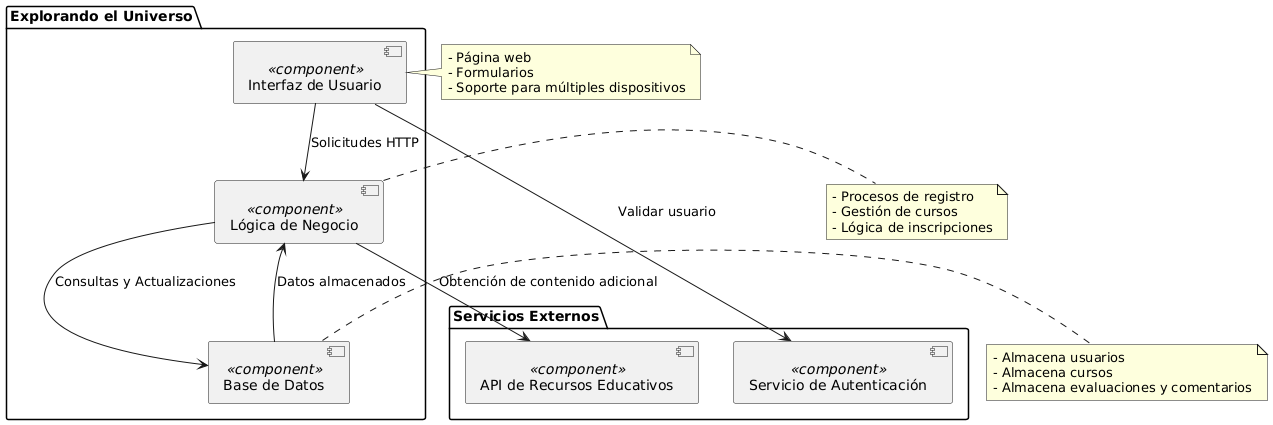 Explorando el Universo
«component»
Interfaz de Usuario
- Página web
- Formularios
- Soporte para múltiples dispositivos
Solicitudes HTTP
«component»
Lógica de Negocio
- Procesos de registro
- Gestión de cursos
- Lógica de inscripciones
Validar usuario
Consultas y Actualizaciones
Datos almacenados
Obtención de contenido adicional
Servicios Externos
«component»
Base de Datos
«component»
API de Recursos Educativos
«component»
Servicio de Autenticación
- Almacena usuarios
- Almacena cursos
- Almacena evaluaciones y comentarios